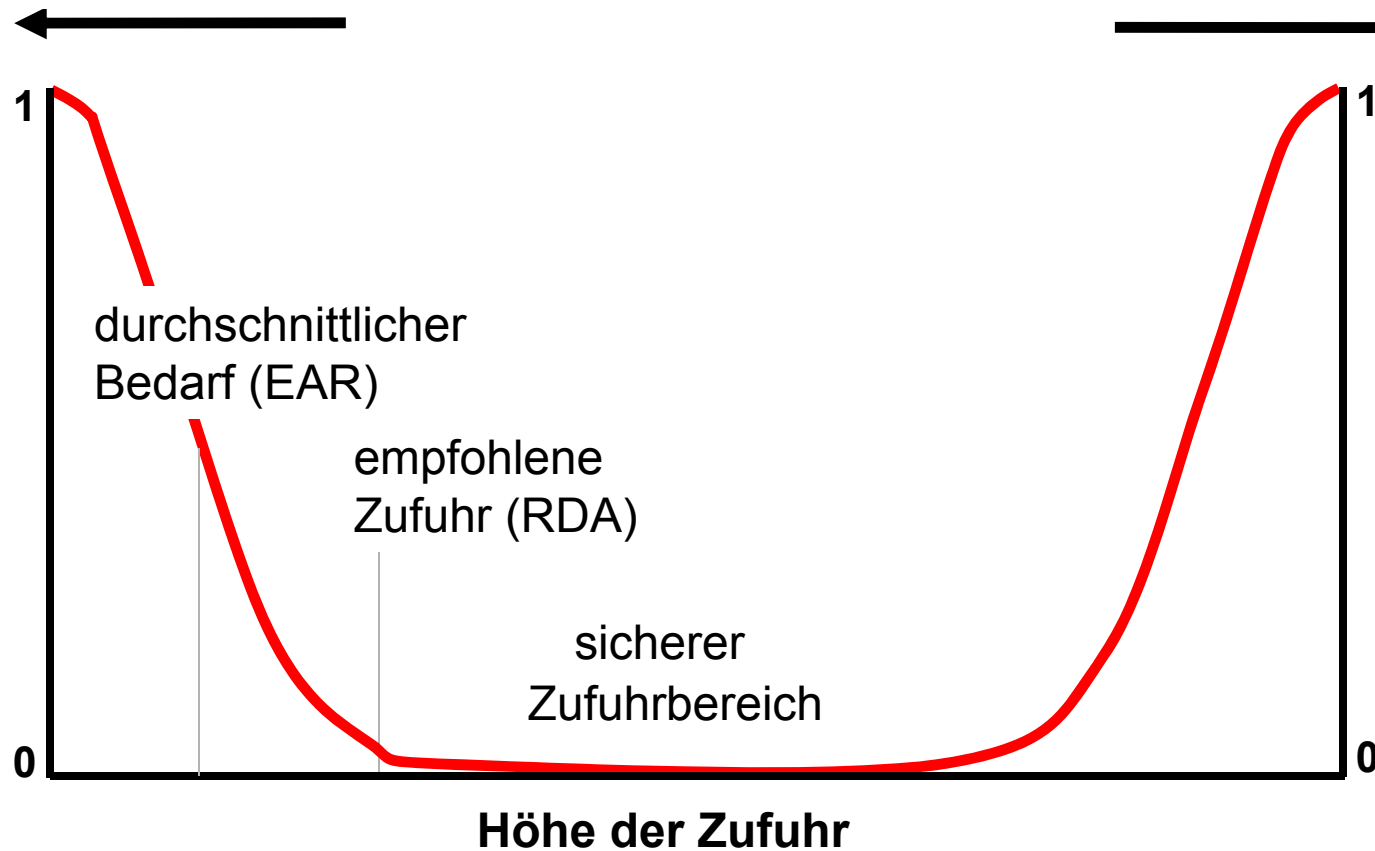 1
1
durchschnittlicher
Bedarf (EAR)
empfohlene
Zufuhr (RDA)
sicherer
Zufuhrbereich
0
0
Höhe der Zufuhr